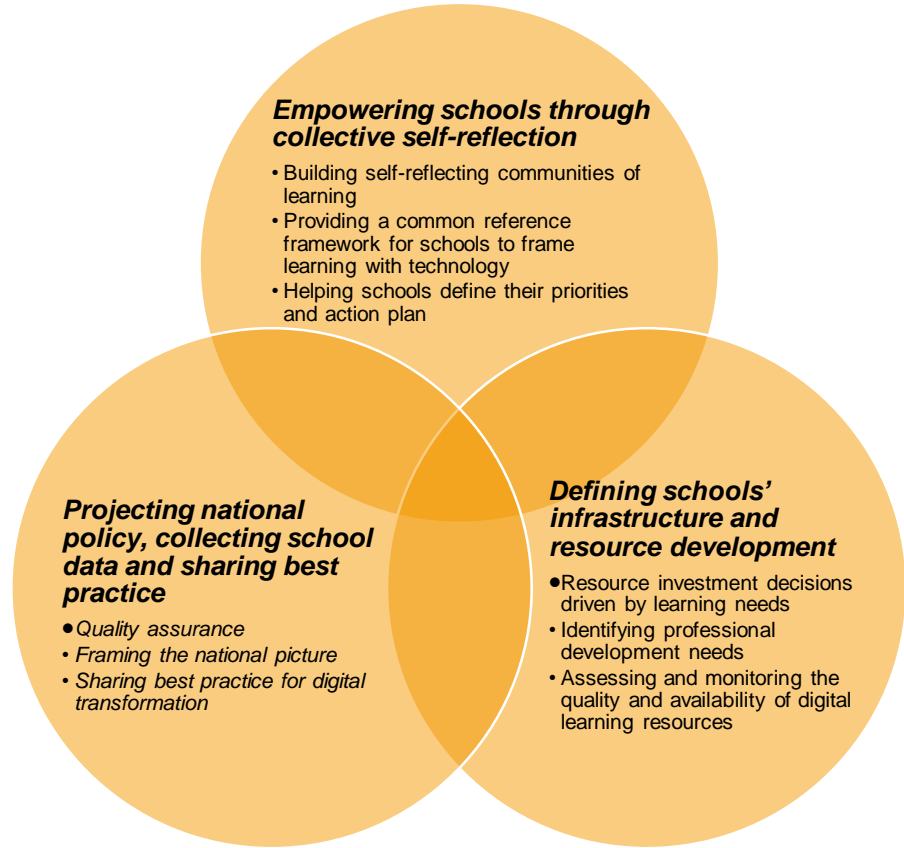 Empowering schools through
collective self-reflection
• Building self-reflecting communities of
learning
• Providing a common reference
framework for schools to frame
learning with technology
• Helping schools define their priorities
and action plan
Projecting national
policy, collecting school
data and sharing best
practice
• Quality assurance
• Framing the national picture
• Sharing best practice for digital
transformation
Defining schools’
infrastructure and
resource development
• Resource investment decisions
driven by learning needs
• Identifying professional
development needs
• Assessing and monitoring the
quality and availability of digital
learning resources